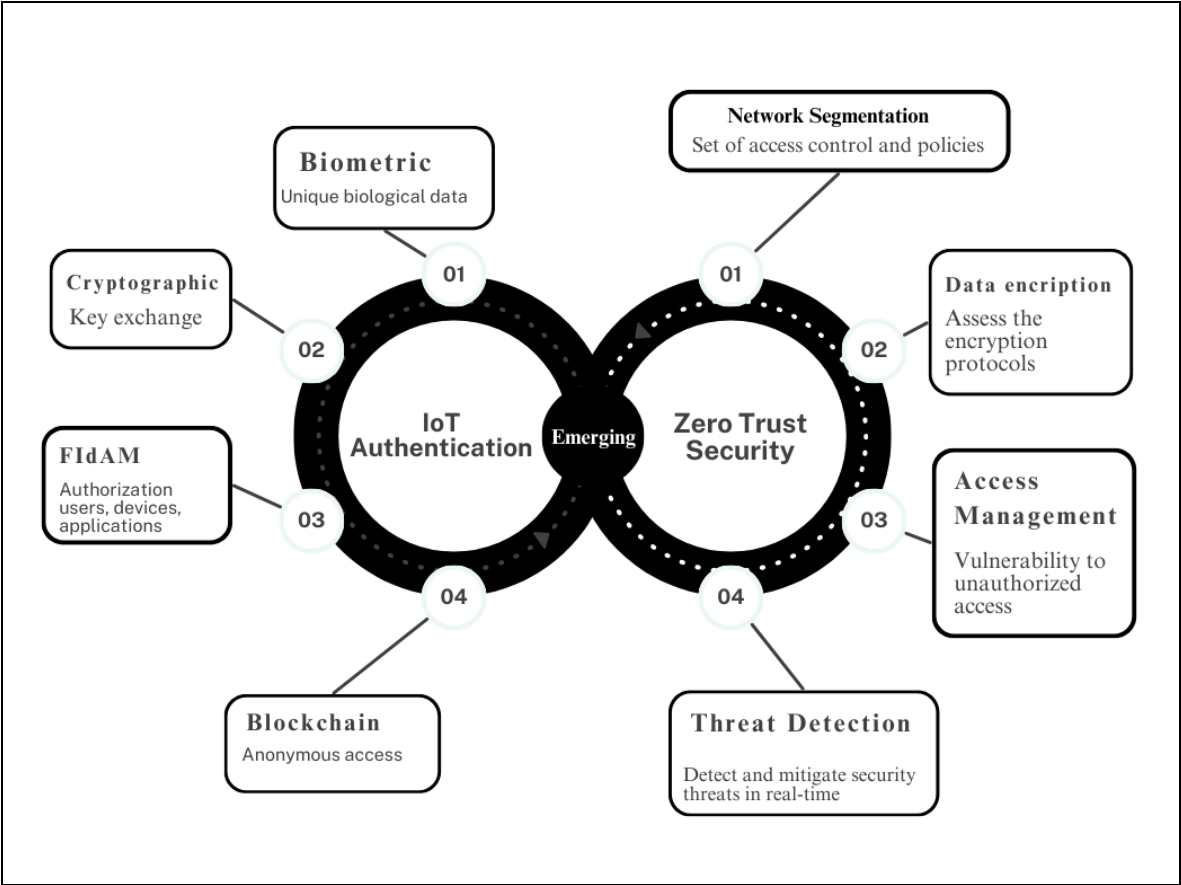 Network Segmentation
Set of access control and policies
Biometric
Unique biological data
Cryptographic
Key exchange
Data encription
Assess the
encryption
protocols
01
01
02
02
IoT
Authentication
Emerging
Zero Trust
Security
FIdAM
Authorization
users, devices,
applications
Access
Management
Vulnerability to
unauthorized
access
03
03
04
04
Blockchain
Anonymous access
Threat Detection
Detect and mitigate security
threats in real-time